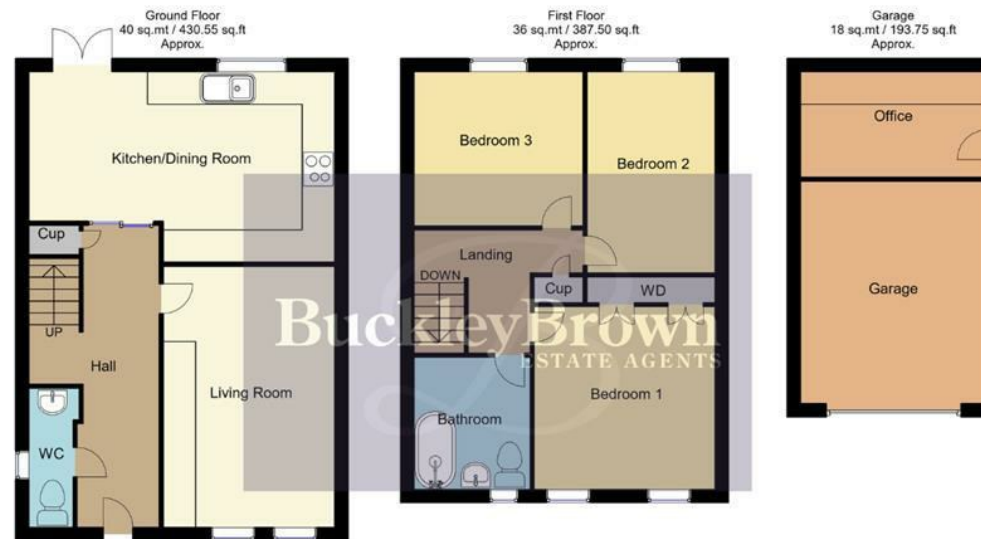 Ground Floor
40 sq.mt / 430.55 sq.ft
Approx.
Kitchen/Dining Room
Cup
UP
Hall
Living Room
WC
First Floor
36 sq.mt / 387.50 sq.ft
Approx.
Bedroom 3
Bedroom 2
Landing
DOWN
Cup
WD
Bedroom 1
Bathroom
Garage
18 sq.mt / 193.75 sq.ft
Approx.
Office
Garage
BuckleyBrown
ESTATE AGENTS